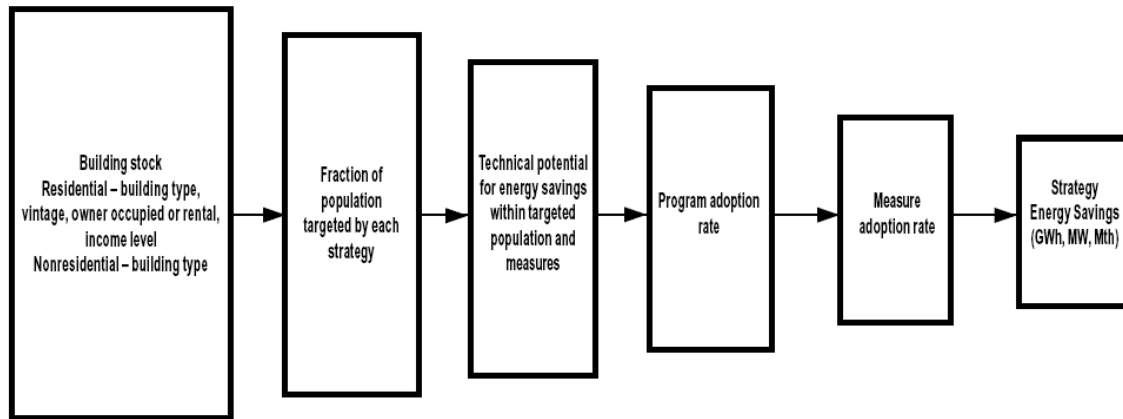 Building stock
Residential – building type,
vintage, owner occupied or rental,
income level
Nonresidential – building type
Fraction of
population
targeted by each
strategy
Technical potential
for energy savings
within targeted
population and
measures
Program adoption
rate
Measure
adoption rate
Strategy
Energy Savings
(GWh, MW, Mth)